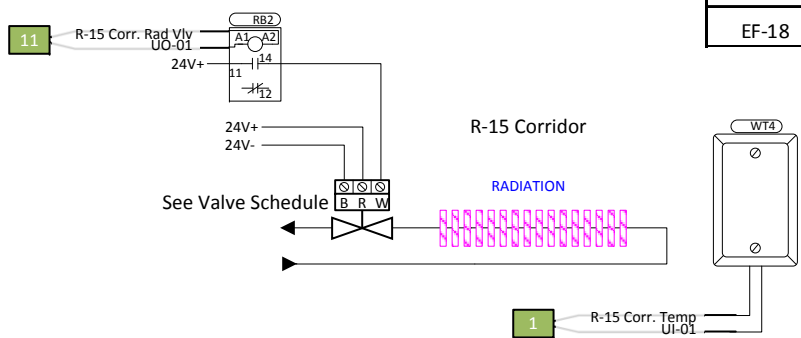 RB2
EF-18
11
R-15 Corr. Rad Vlv
UO-01
A1 A2
24V+
11
14
12
24V+
24V-
R-15 Corridor
WT4
RADIATION
See Valve Schedule
B R W
1
R-15 Corr. Temp
UI-01